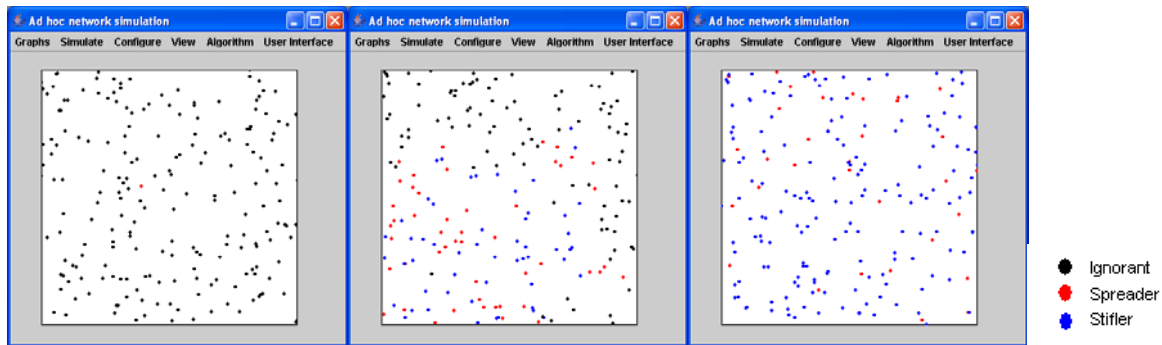 Ad hoc network simulation
Graphs Simulate Configure View Algorithm User Interface
Ad hoc network simulation
Graphs Simulate Configure View Algorithm User Interface
Ad hoc network simulation
Graphs Simulate Configure View Algorithm User Interface
Ignorant
Spreader
Stifler